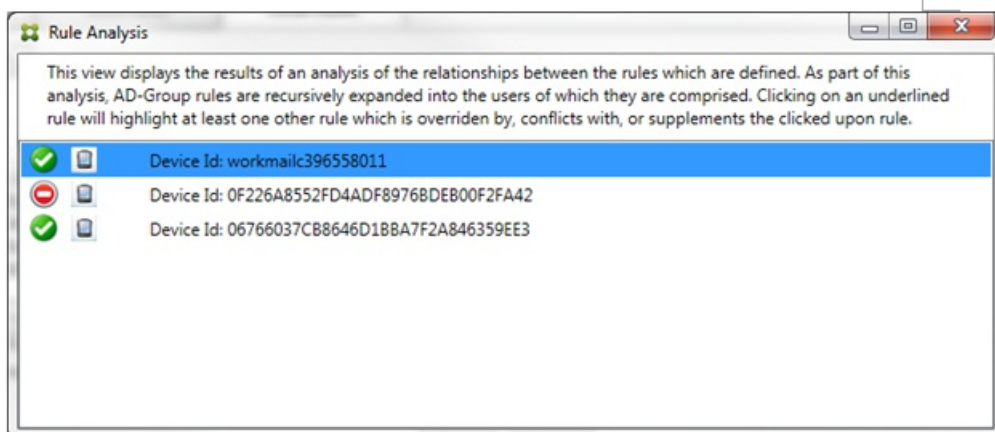 Rule Analysis
This view displays the results of an analysis of the relationships between the rules which are defined. As part of this
analysis, AD-Group rules are recursively expanded into the users of which they are comprised. Clicking on an underlined
rule will highlight at least one other rule which is overriden by, conflicts with, or supplements the clicked upon rule.
Device Id: workmailc396558011
Device Id: 0F226A8552FD4ADF8976BDEB00F2FA42
Device Id: 06766037CB8646D1BBA7F2A846359EE3